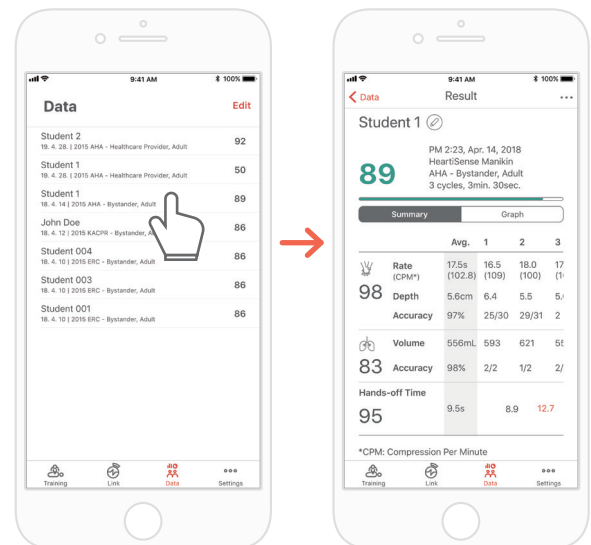 9:41 AM
100%
Data
Edit
Student 2
19. 4. 28. | 2015 AHA - Healthcare Provider, Adult
92
Student 1
19. 4. 28. | 2015 AHA - Healthcare Provider, Adult
50
Student 1
18. 4. 14 | 2015 AHA - Bystander, Adult
89
John Doe
18. 4. 12 | 2015 KACPR - Bystander,
86
Student 004
18. 4. 10 | 2015 ERC - Bystander, Adult
86
Student 003
18. 4. 10 | 2015 ERC - Bystander, Adult
86
Student 001
18. 4. 10 | 2015 ERC - Bystander, Adult
86
Training Link Data Settings
9:41 AM
100%
Data Result
Student 1
89
PM 2:23, Apr. 14, 2018
HeartiSense Manikin
AHA - Bystander, Adult
3 cycles, 3min. 30sec.
Summary Graph
Avg. 1 2 3
98
Rate 17.5s 16.5 18.0 17
(CPM*) (102.8) (109) (100)
Depth 5.6cm 6.4 5.5 5.
Accuracy 97% 25/30 29/31 2
83
Volume 556mL 593 621
Accuracy 98% 2/2 1/2 2/
Hands-off Time
95 9.5s 8.9 12.7
*CPM: Compression Per Minute
Training Link Data Settings